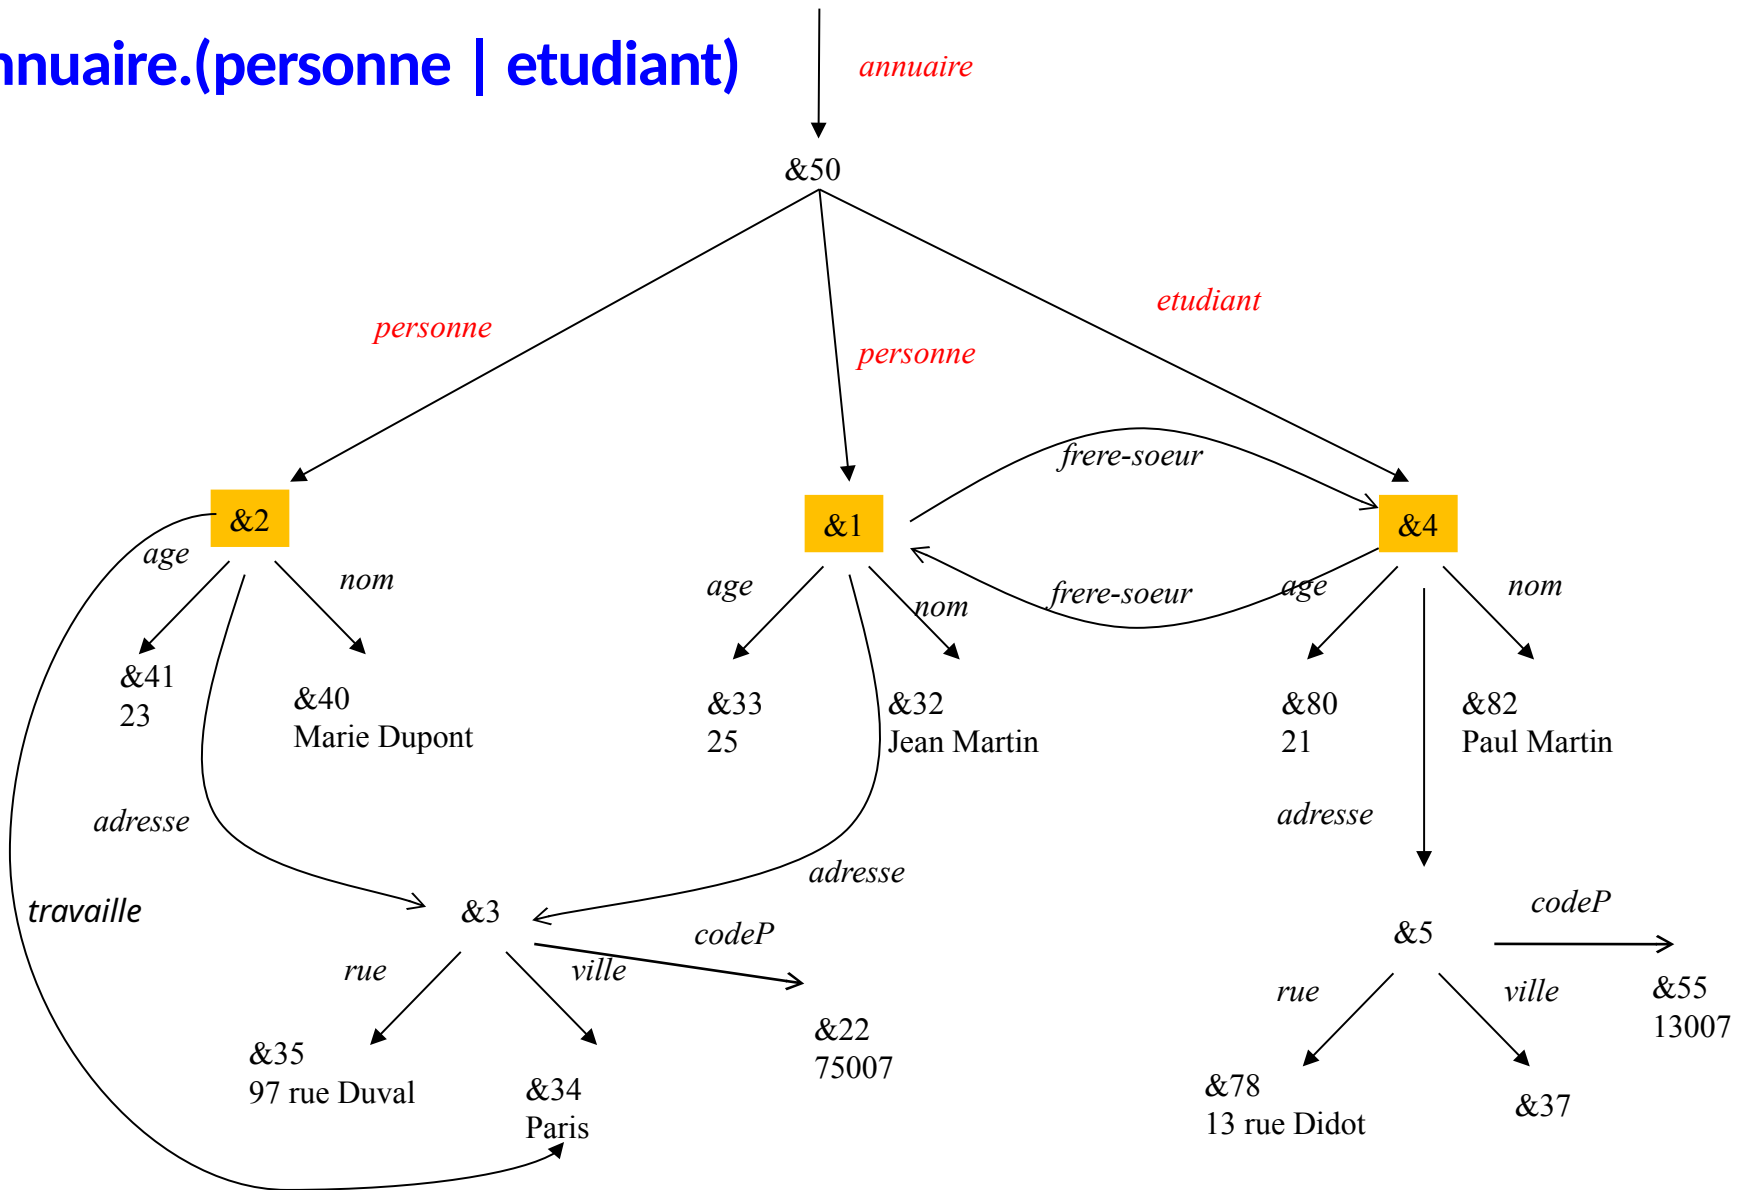 nnuaire.(personne | etudiant)
annuaire
&50
etudiant
personne
personne
frere-soeur
&2
&1
&4
age
nom
age
nom
frere-soeur
age
nom
&41
23
&40
Marie Dupont
&33
25
&32
Jean Martin
&80
21
&82
Paul Martin
adresse
adresse
adresse
travaille
&3
codeP
rue
ville
&5
codeP
rue
ville
&55
13007
&22
75007
&35
97 rue Duval
&34
Paris
&78
13 rue Didot
&37